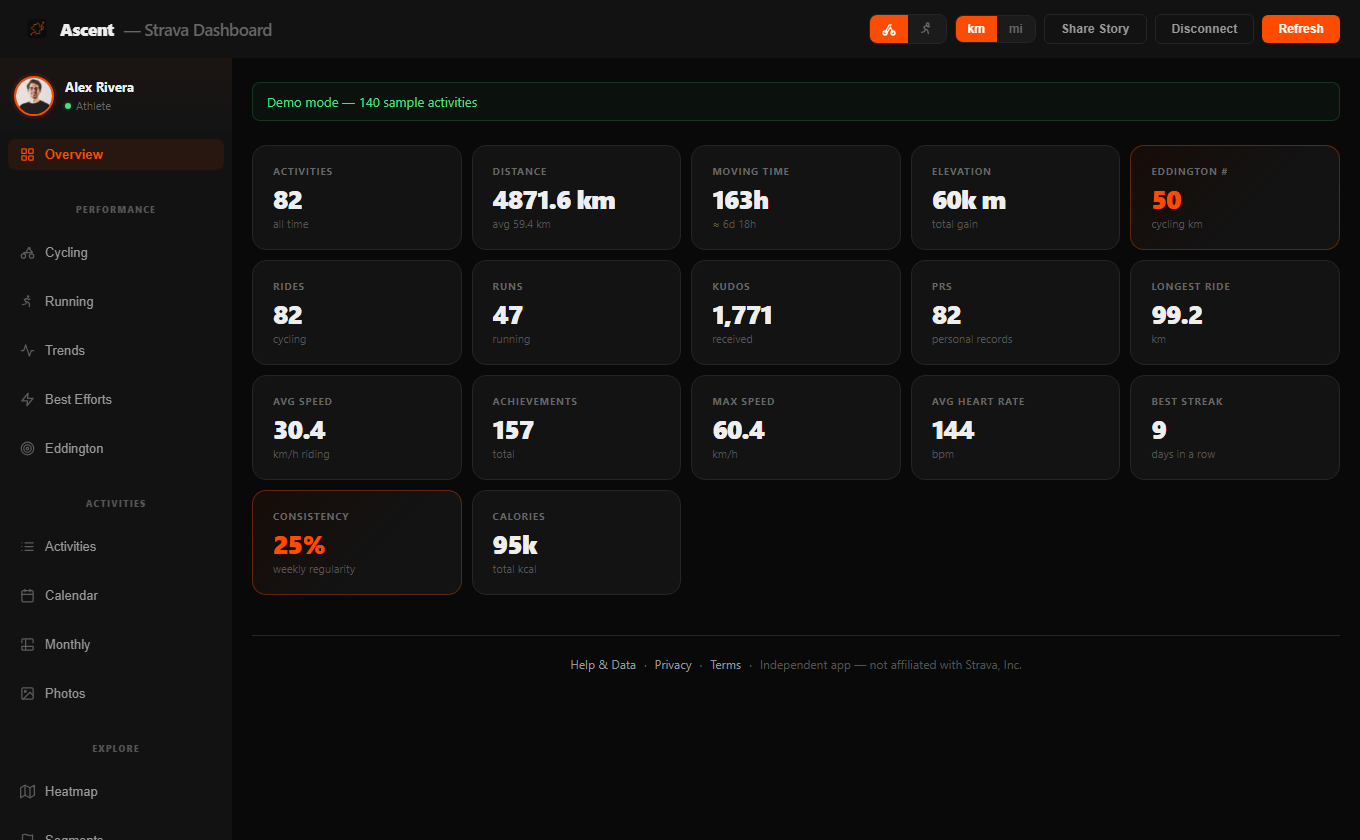 Ascent — Strava Dashboard
km mi Share Story Disconnect Refresh
Alex Rivera
Athlete
Overview
PERFORMANCE
Cycling
Running
Trends
Best Efforts
Eddington
ACTIVITIES
Activities
Calendar
Monthly
Photos
EXPLORE
Heatmap
Segments
Demo mode — 140 sample activities
ACTIVITIES
82
all time
DISTANCE
4871.6 km
avg 59.4 km
MOVING TIME
163h
≈ 6d 18h
ELEVATION
60k m
total gain
EDDINGTON #
50
cycling km
RIDES
82
cycling
RUNS
47
running
KUDOS
1,771
received
PRS
82
personal records
LONGEST RIDE
99.2
km
AVG SPEED
30.4
km/h riding
ACHIEVEMENTS
157
total
MAX SPEED
60.4
km/h
AVG HEART RATE
144
bpm
BEST STREAK
9
days in a row
CONSISTENCY
25%
weekly regularity
CALORIES
95k
total kcal
Help & Data · Privacy · Terms · Independent app — not affiliated with Strava, Inc.